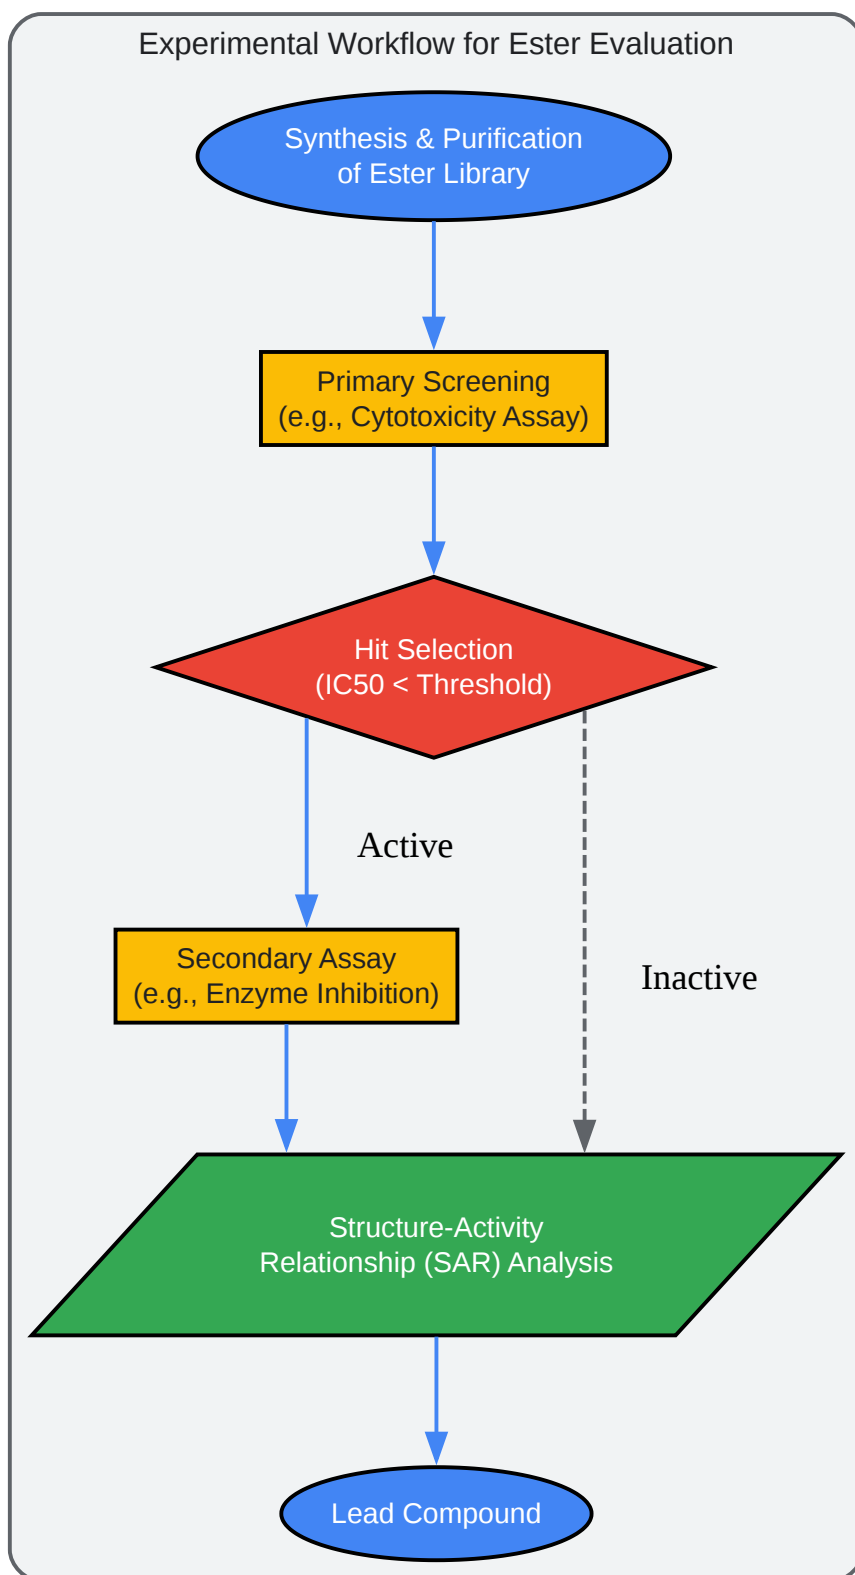 Experimental Workflow for Ester Evaluation
Synthesis & Purification
of Ester Library
Primary Screening
(e.g., Cytotoxicity Assay)
Hit Selection
(IC50 < Threshold)
Active
Secondary Assay
(e.g., Enzyme Inhibition)
Inactive
Structure-Activity
Relationship (SAR) Analysis
Lead Compound